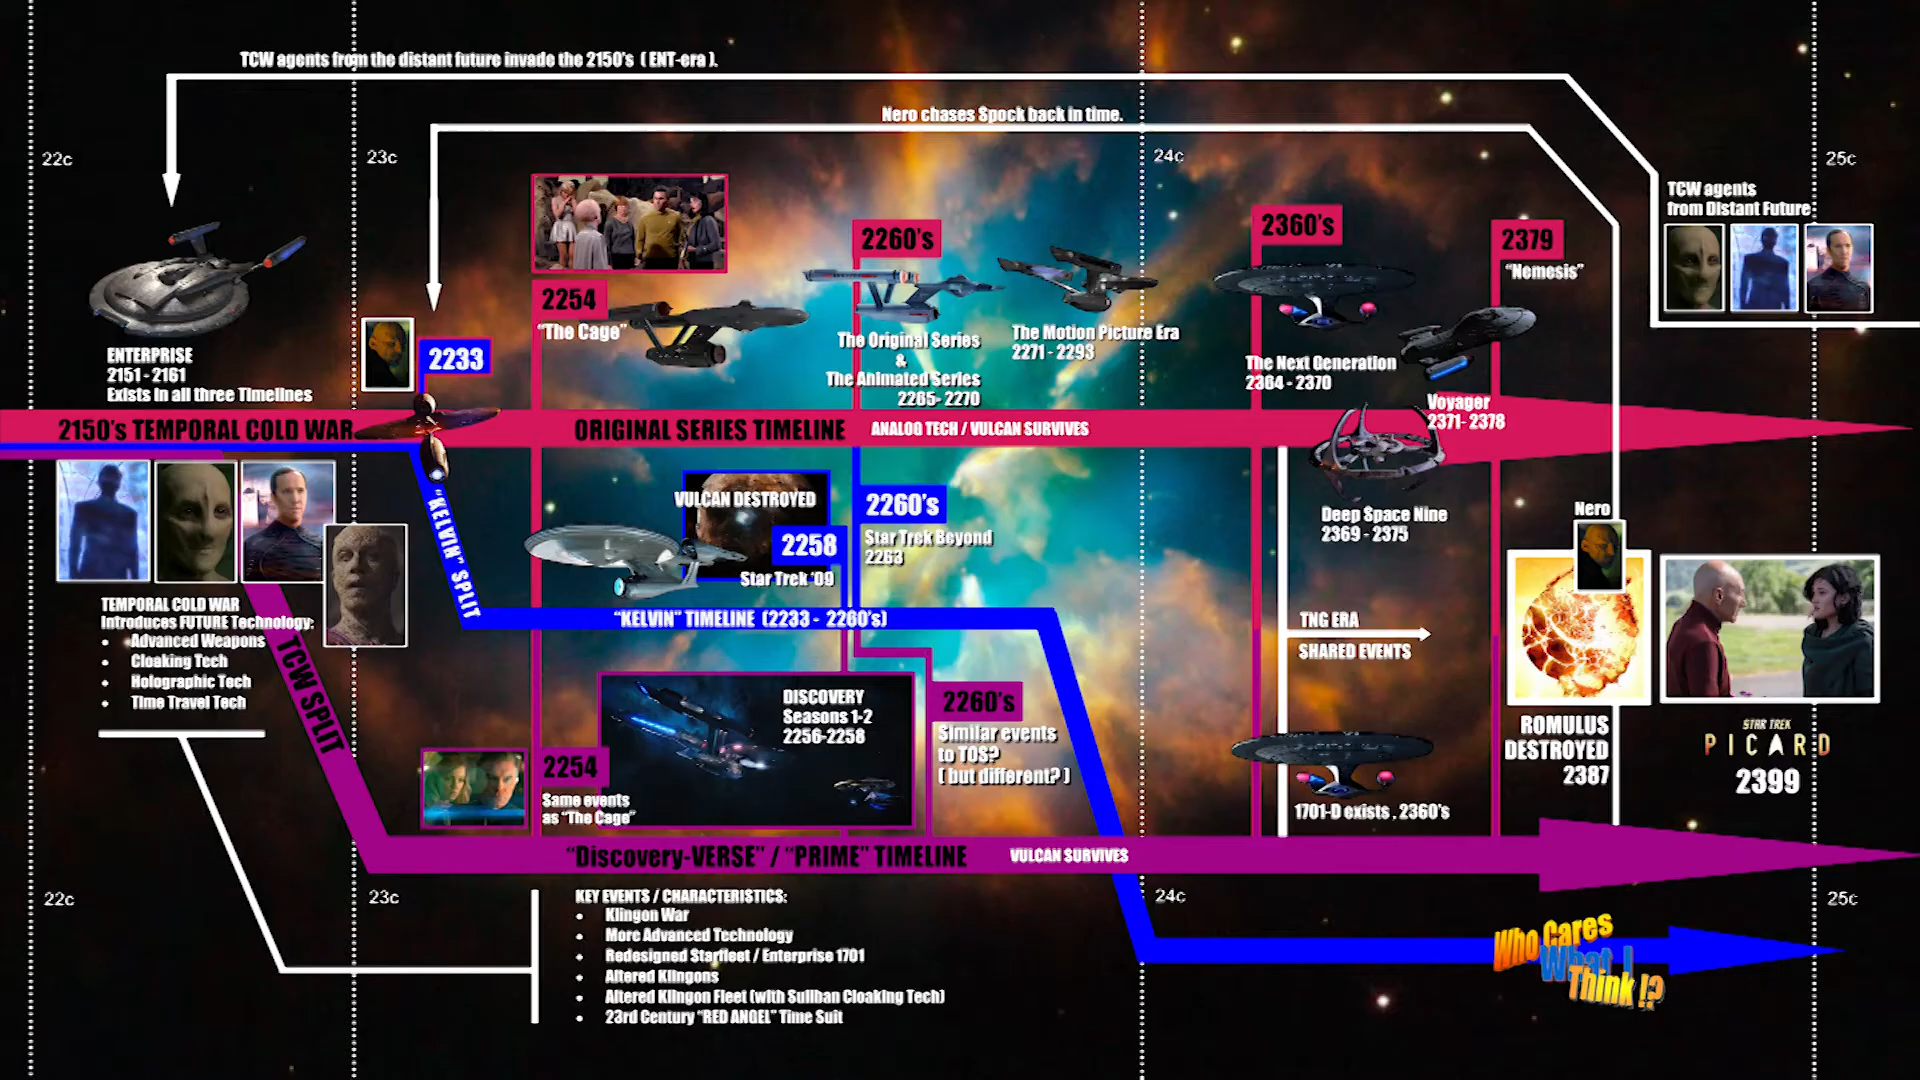 TCW agents from the distant future invade the 2150's ( ENT-era ).
Nero chases Spock back in time.
22c
23c
24c
25c
TCW agents
from Distant Future
2254
"The Cage"
2260's
The Original Series
&
The Animated Series
2265- 2270
The Motion Picture Era
2271 - 2293
2360's
The Next Generation
2364 - 2370
2379
"Nemesis"
Voyager
2371- 2378
ENTERPRISE
2151 - 2161
Exists in all three Timelines
2233
2150's TEMPORAL COLD WAR
ORIGINAL SERIES TIMELINE
ANALOG TECH / VULCAN SURVIVES
"KELVIN" SPLIT
VULCAN DESTROYED
2258
Star Trek '09
2260's
Star Trek Beyond
2263
Deep Space Nine
2369 - 2375
Nero
TEMPORAL COLD WAR
Introduces FUTURE Technology:
• Advanced Weapons
• Cloaking Tech
• Holographic Tech
• Time Travel Tech
TCW SPLIT
"KELVIN" TIMELINE (2233 - 2260's)
TNG ERA
SHARED EVENTS
DISCOVERY
Seasons 1-2
2256-2258
2260's
Similar events
to TOS?
( but different? )
2254
Same events
as "The Cage"
1701-D exists , 2360's
ROMULUS
DESTROYED
2387
STAR TREK
PICARD
2399
"Discovery-VERSE" / "PRIME" TIMELINE
VULCAN SURVIVES
22c
23c
24c
25c
KEY EVENTS / CHARACTERISTICS:
• Klingon War
• More Advanced Technology
• Redesigned Starfleet / Enterprise 1701
• Altered Klingons
• Altered Klingon Fleet (with Suliban Cloaking Tech)
• 23rd Century "RED ANGEL" Time Suit
Who Cares
What I
Think !?